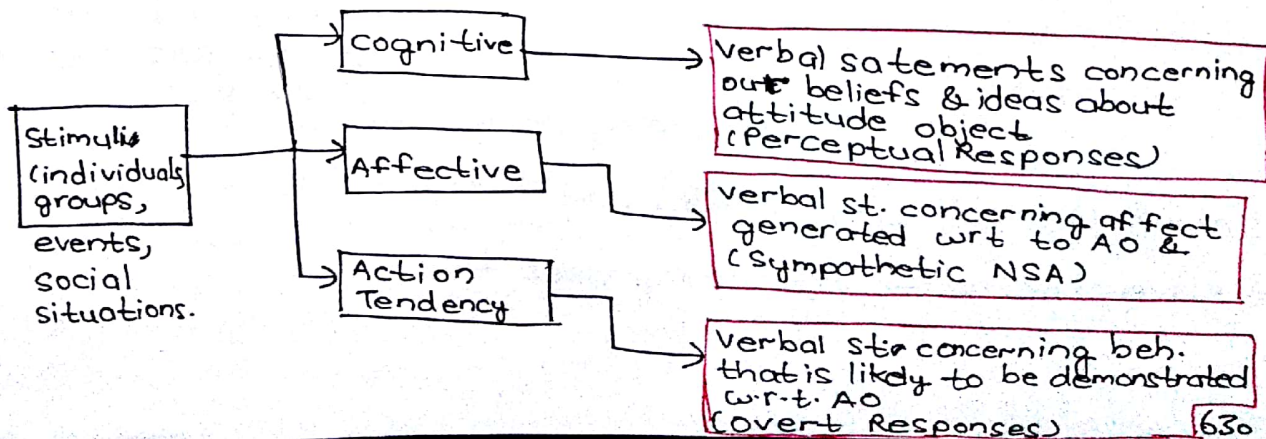 Stimulis
(individuals,
groups,
events,
social
situations.
Cognitive
Affective
Action
Tendency
Verbal satements concerning
our beliefs & ideas about
attitude object
(Perceptual Responses)
Verbal st. concerning affect
generated wrt to AO &
(Sympathetic NSA)
Verbal st. concerning beh.
that is likely to be demonstrated
w.r.t. AO
(overt Responses)
630